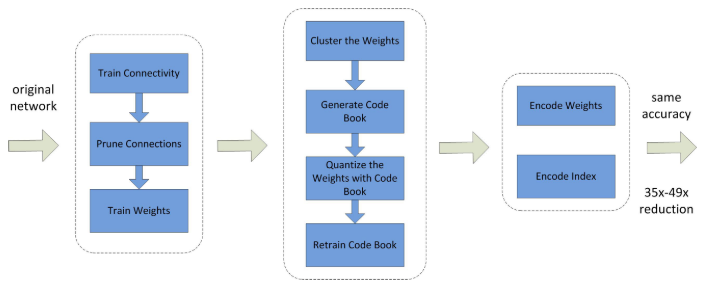 original
network
Train Connectivity
Prune Connections
Train Weights
Cluster the Weights
Generate Code
Book
Quantize the
Weights with Code
Book
Retrain Code Book
Encode Weights
Encode Index
same
accuracy
35x-49x
reduction